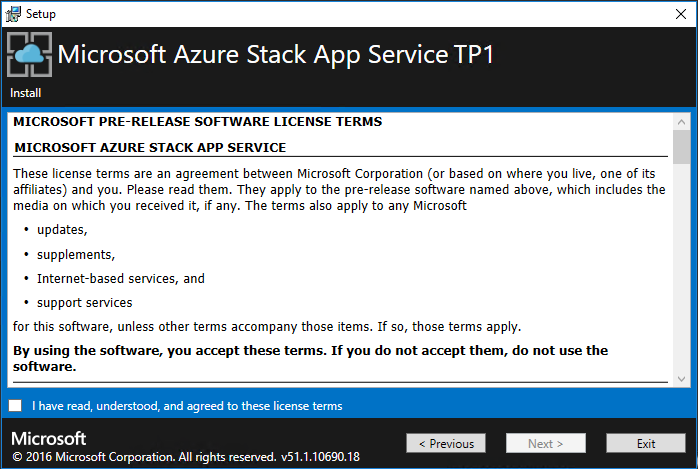 Setup
Microsoft Azure Stack App Service TP1
Install
MICROSOFT PRE-RELEASE SOFTWARE LICENSE TERMS
MICROSOFT AZURE STACK APP SERVICE
These license terms are an agreement between Microsoft Corporation (or based on where you live, one of its
affiliates) and you. Please read them. They apply to the pre-release software named above, which includes the
media on which you received it, if any. The terms also apply to any Microsoft
• updates,
• supplements,
• Internet-based services, and
• support services
for this software, unless other terms accompany those items. If so, those terms apply.
By using the software, you accept these terms. If you do not accept them, do not use the
software.
I have read, understood, and agreed to these license terms
Microsoft
© 2016 Microsoft Corporation. All rights reserved. v51.1.10690.18
< Previous
Next >
Exit